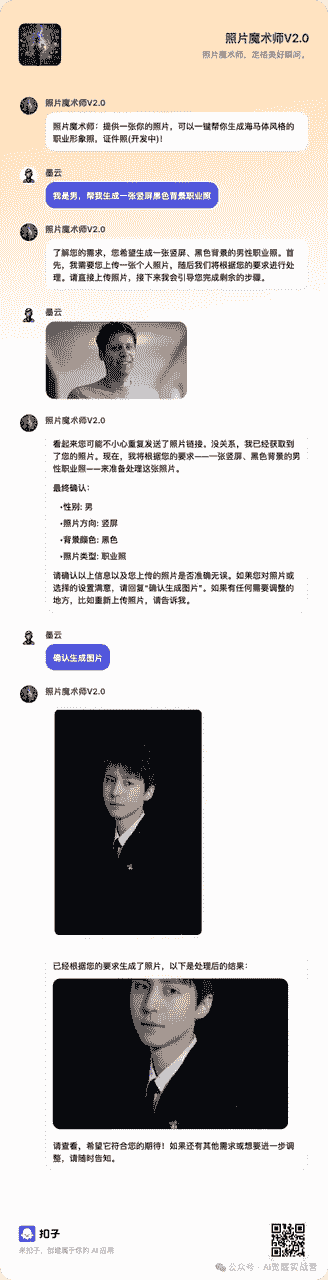 照片魔术师V2.0
照片魔术师，定格美好瞬间。
照片魔术师V2.0
照片魔术师：提供一张你的照片，可以一键帮你生成海马体风格的
职业形象照，证件照(开发中)！
墨云
我是男，帮我生成一张竖屏黑色背景职业照
照片魔术师V2.0
了解您的需求，您希望生成一张竖屏、黑色背景的男性职业照。首
先，我需要您上传一张个人照片。随后我们将根据您的要求进行处
理。请直接上传照片，接下来我会引导您完成剩余的步骤。
墨云
照片魔术师V2.0
看起来您可能不小心重复发送了照片链接。没关系，我已经获取到
了您的照片。现在，我将根据您的要求——一张竖屏、黑色背景的男
性职业照——来准备处理这张照片。
最终确认：
•性别: 男
•照片方向: 竖屏
•背景颜色: 黑色
•照片类型: 职业照
请确认以上信息以及您上传的照片是否准确无误。如果您对照片或
选择的设置满意，请回复“确认生成图片”。如果有任何需要调整的
地方，比如重新上传照片，请告诉我。
墨云
确认生成图片
照片魔术师V2.0
已经根据您的要求生成了照片，以下是处理后的结果：
请查看，希望它符合您的期待！如果还有其他需求或想要进一步调
整，请随时告知。
扣子
来扣子，创建属于你的 AI 应用
公众号 · AI觉醒实战营